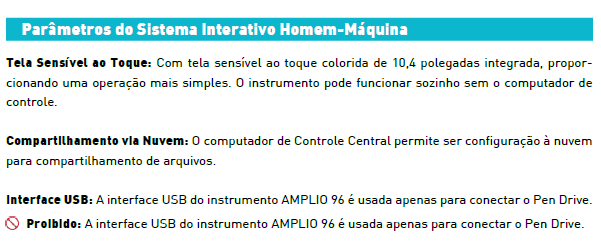 Parâmetros do Sistema Interativo Homem-Máquina
Tela Sensível ao Toque: Com tela sensível ao toque colorida de 10,4 polegadas integrada, propor-
cionando uma operação mais simples. O instrumento pode funcionar sozinho sem o computador de
controle.
Compartilhamento via Nuvem: O computador de Controle Central permite ser configuração à nuvem
para compartilhamento de arquivos.
Interface USB: A interface USB do instrumento AMPLIO 96 é usada apenas para conectar o Pen Drive.
Proibido: A interface USB do instrumento AMPLIO 96 é usada apenas para conectar o Pen Drive.